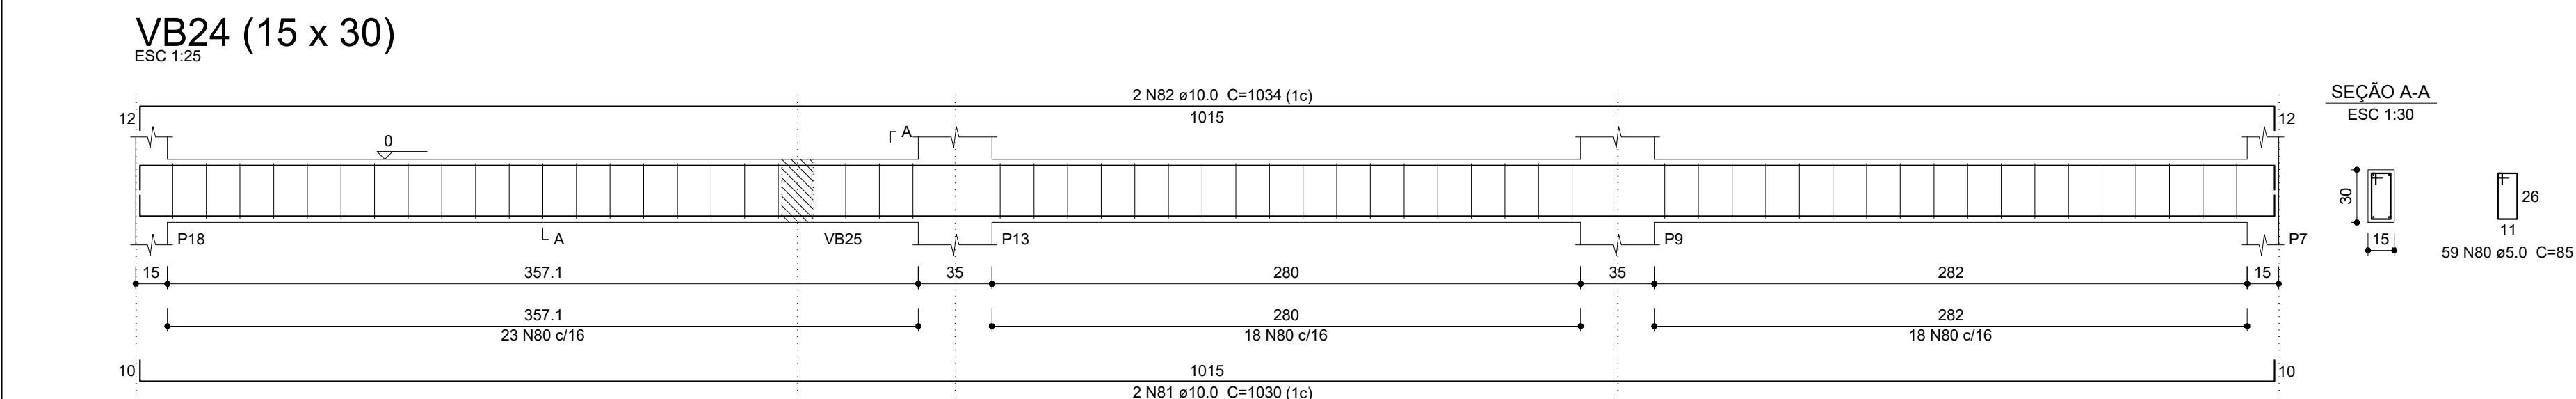 VB24 (15 x 30)
ESC 1:25
2 N82 ø10.0 C=1034 (1c)
12 1015 12
0 A
A P18 VB25 P13 P9 P7
15 357.1 35 280 35 282 15
357.1 280 282
23 N80 c/16 18 N80 c/16 18 N80 c/16
10 1015 10
2 N81 ø10.0 C=1030 (1c)
SEÇÃO A-A
ESC 1:30
30
15
26
11
59 N80 ø5.0 C=85